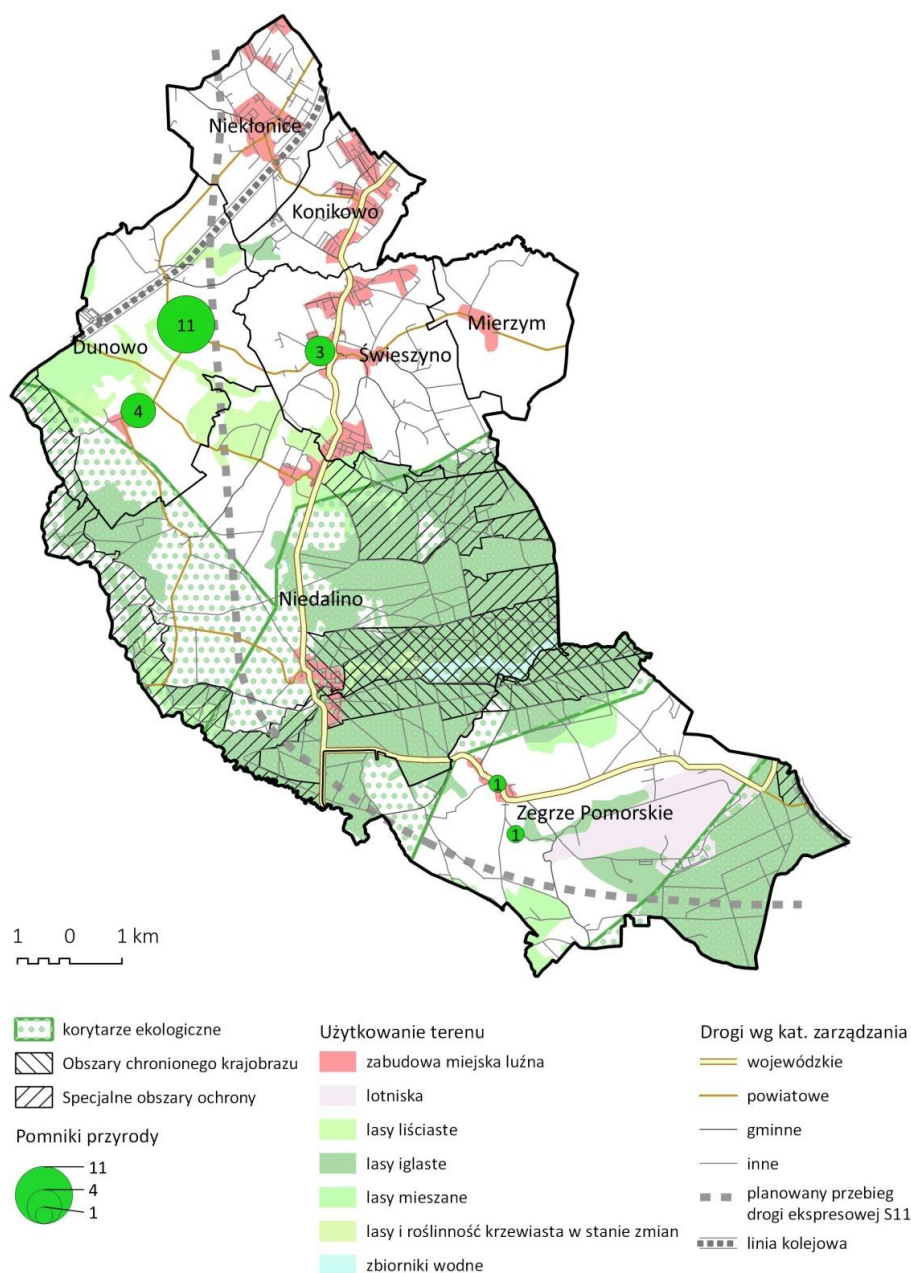 Niekłonice
Konikowo
11
3
Mierzym
Dunowo
Świeszyno
4
Niedalino
1
Zegrze Pomorskie
1
1 0 1 km
korytarze ekologiczne
Obszary chronionego krajobrazu
Specjalne obszary ochrony
Pomniki przyrody
11
4
1
Użytkowanie terenu
zabudowa miejska luźna
lotniska
lasy liściaste
lasy iglaste
lasy mieszane
lasy i roślinność krzewiasta w stanie zmian
zbiorniki wodne
Drogi wg kat. zarządzania
wojewódzkie
powiatowe
gminne
inne
planowany przebieg
drogi ekspresowej S11
linia kolejowa